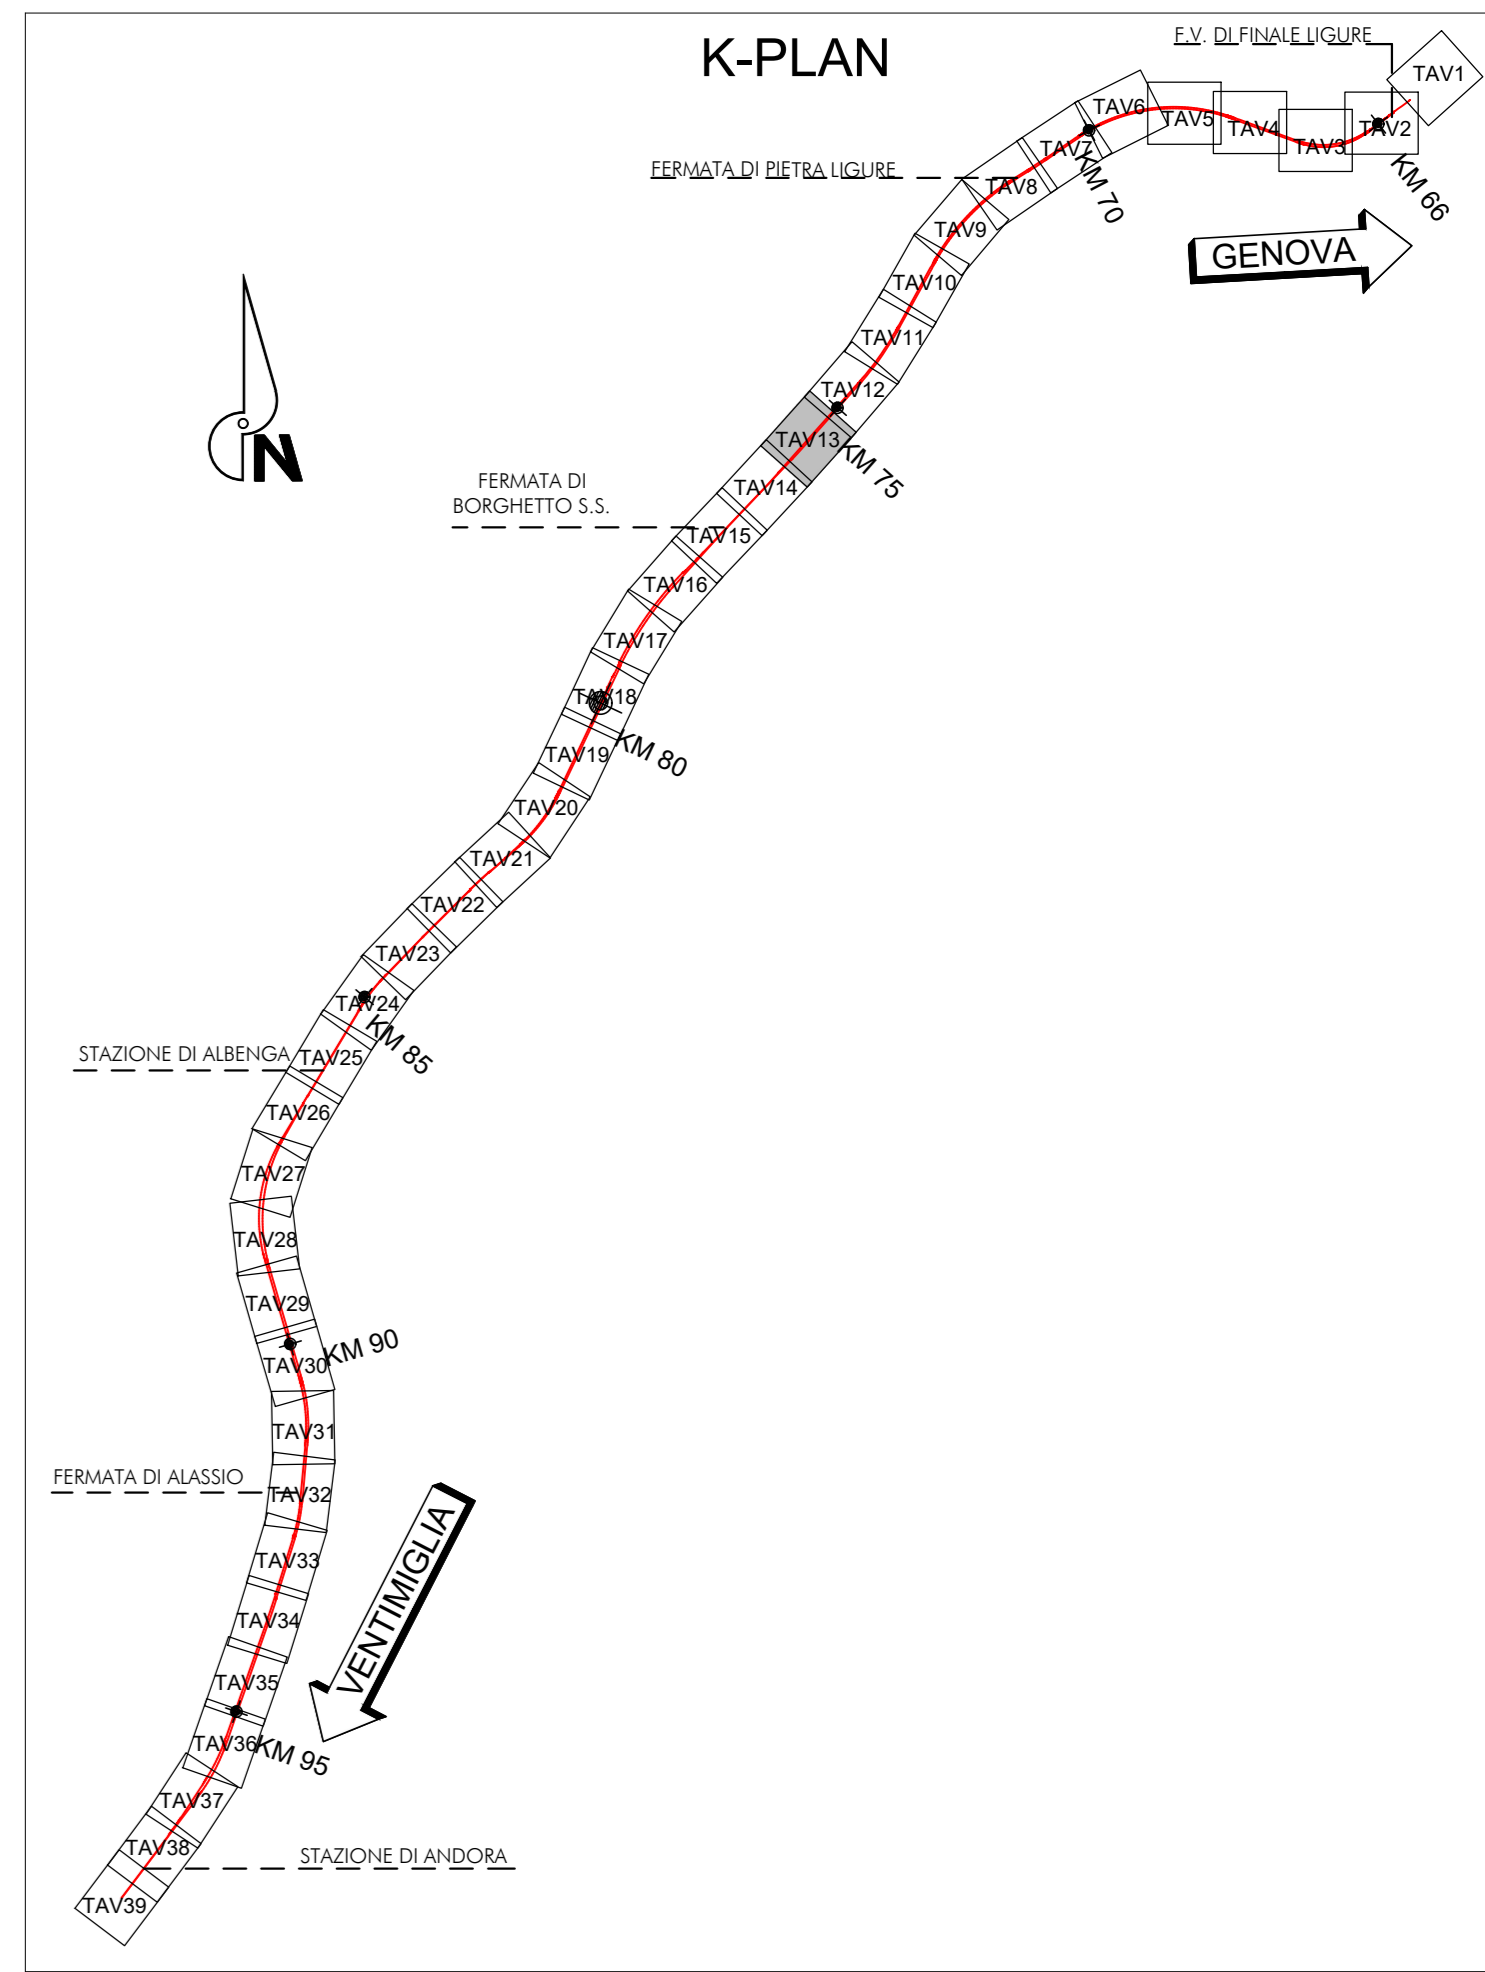 K-PLAN
F.V. DI FINALE LIGURE
TAV1
TAV2
TAV3
TAV4
TAV5
TAV6
TAV7
KM 66
KM 70
FERMATA DI PIETRA LIGURE
TAV8
TAV9
GENOVA
TAV10
TAV11
TAV12
TAV13
KM 75
N
FERMATA DI
BORGHETTO S.S.
TAV14
TAV15
TAV16
TAV17
TAV18
KM 80
TAV19
TAV20
TAV21
TAV22
TAV23
TAV24
KM 85
STAZIONE DI ALBENGA
TAV25
TAV26
TAV27
TAV28
TAV29
KM 90
TAV30
TAV31
FERMATA DI ALASSIO
TAV32
VENTIMIGLIA
TAV33
TAV34
TAV35
TAV36
KM 95
TAV37
TAV38
STAZIONE DI ANDORA
TAV39